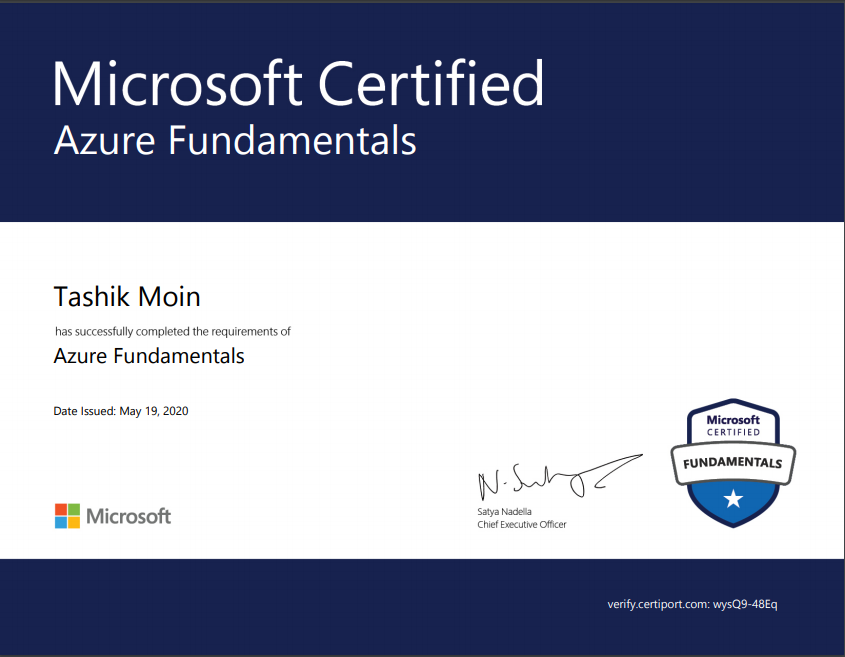 Microsoft Certified
Azure Fundamentals
Tashik Moin
has successfully completed the requirements of
Azure Fundamentals
Date Issued: May 19, 2020
Microsoft
CERTIFIED
FUNDAMENTALS
Satya Nadella
Chief Executive Officer
Microsoft
verify.certiport.com: wysQ9-48Eq